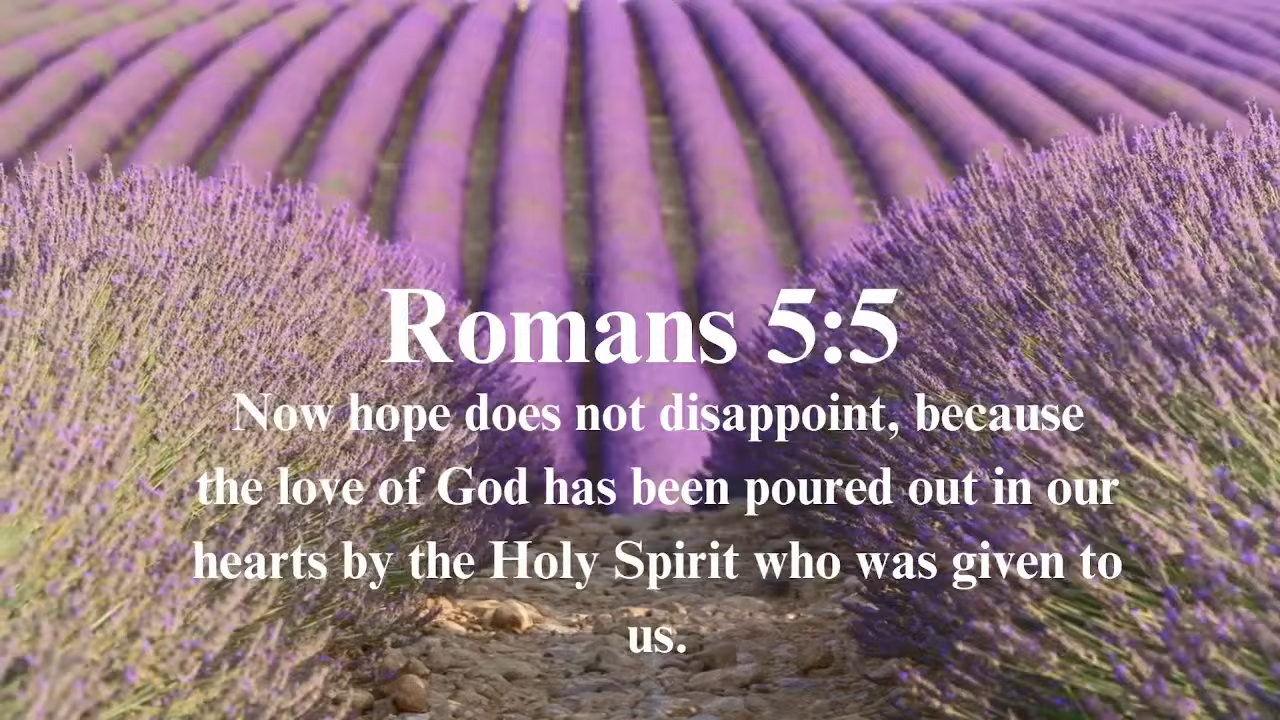 Romans 5:5
Now hope does not disappoint, because
the love of God has been poured out in our
hearts by the Holy Spirit who was given to
us.